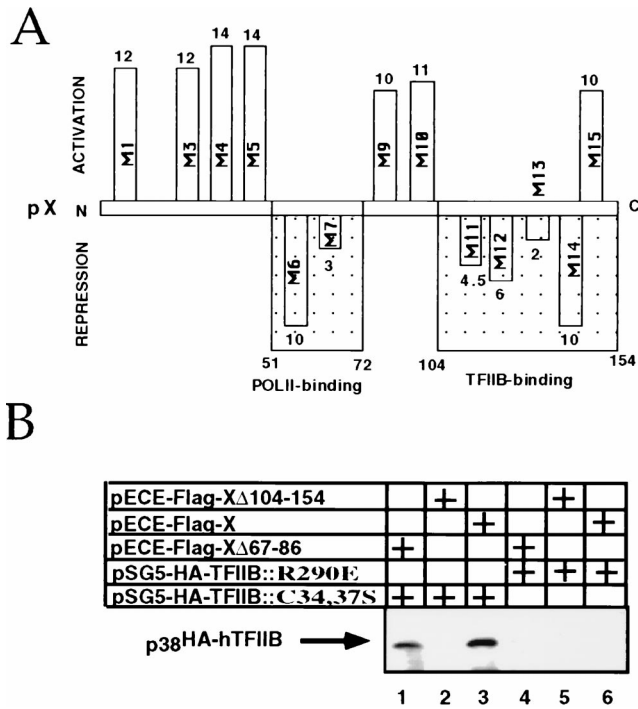 A
12
12
14
14
10
11
10
ACTIVATION
M1
M3
M4
M5
M9
M10
M13
M15
pX N
C
REPRESSION
M6
M7
M11
M12
M14
10
3
4.5
6
2
10
51
72
104
154
POLII-binding
TFIIB-binding
B
pECE-Flag-XΔ104-154 + +
pECE-Flag-X + +
pECE-Flag-XΔ67-86 + +
pSG5-HA-TFIIB::R290E + + +
pSG5-HA-TFIIB::C34,37S + + +
p38HA-hTFIIB
1 2 3 4 5 6